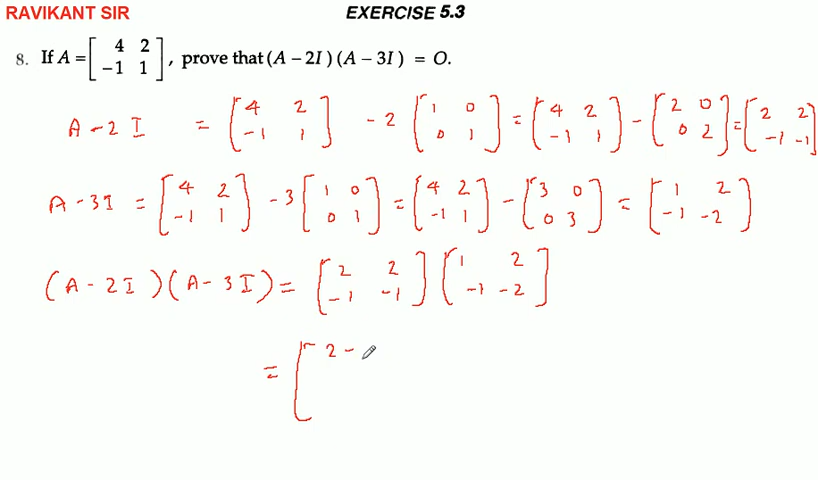 RAVIKANT SIR EXERCISE 5.3
8. If A = [ 4 2 -1 1 ], prove that (A - 2I) (A - 3I) = O.
A - 2I = [ 4 2 -1 1 ] - 2 [ 1 0 0 1 ] = [ 4 2 -1 1 ] - [ 2 0 0 2 ] = [ 2 2 -1 -1 ]
A - 3I = [ 4 2 -1 1 ] - 3 [ 1 0 0 1 ] = [ 4 2 -1 1 ] - [ 3 0 0 3 ] = [ 1 2 -1 -2 ]
(A - 2I)(A - 3I) = [ 2 2 -1 -1 ] [ 1 2 -1 -2 ]
= [ 2 -